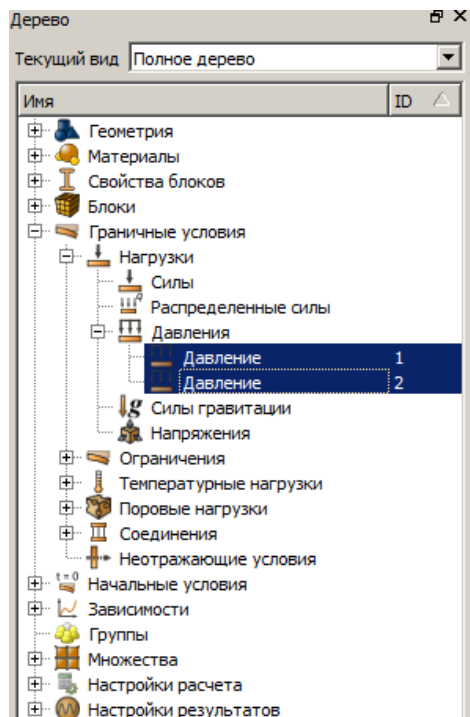 Дерево
Текущий вид Полное дерево
Имя ID
Геометрия
Материалы
Свойства блоков
Блоки
Граничные условия
Нагрузки
Силы
Распределенные силы
Давления
Давление 1
Давление 2
g Силы гравитации
Напряжения
Ограничения
Температурные нагрузки
Поровые нагрузки
Соединения
Неотражающие условия
t=0 Начальные условия
Зависимости
Группы
Множества
Настройки расчета
Настройки результатов